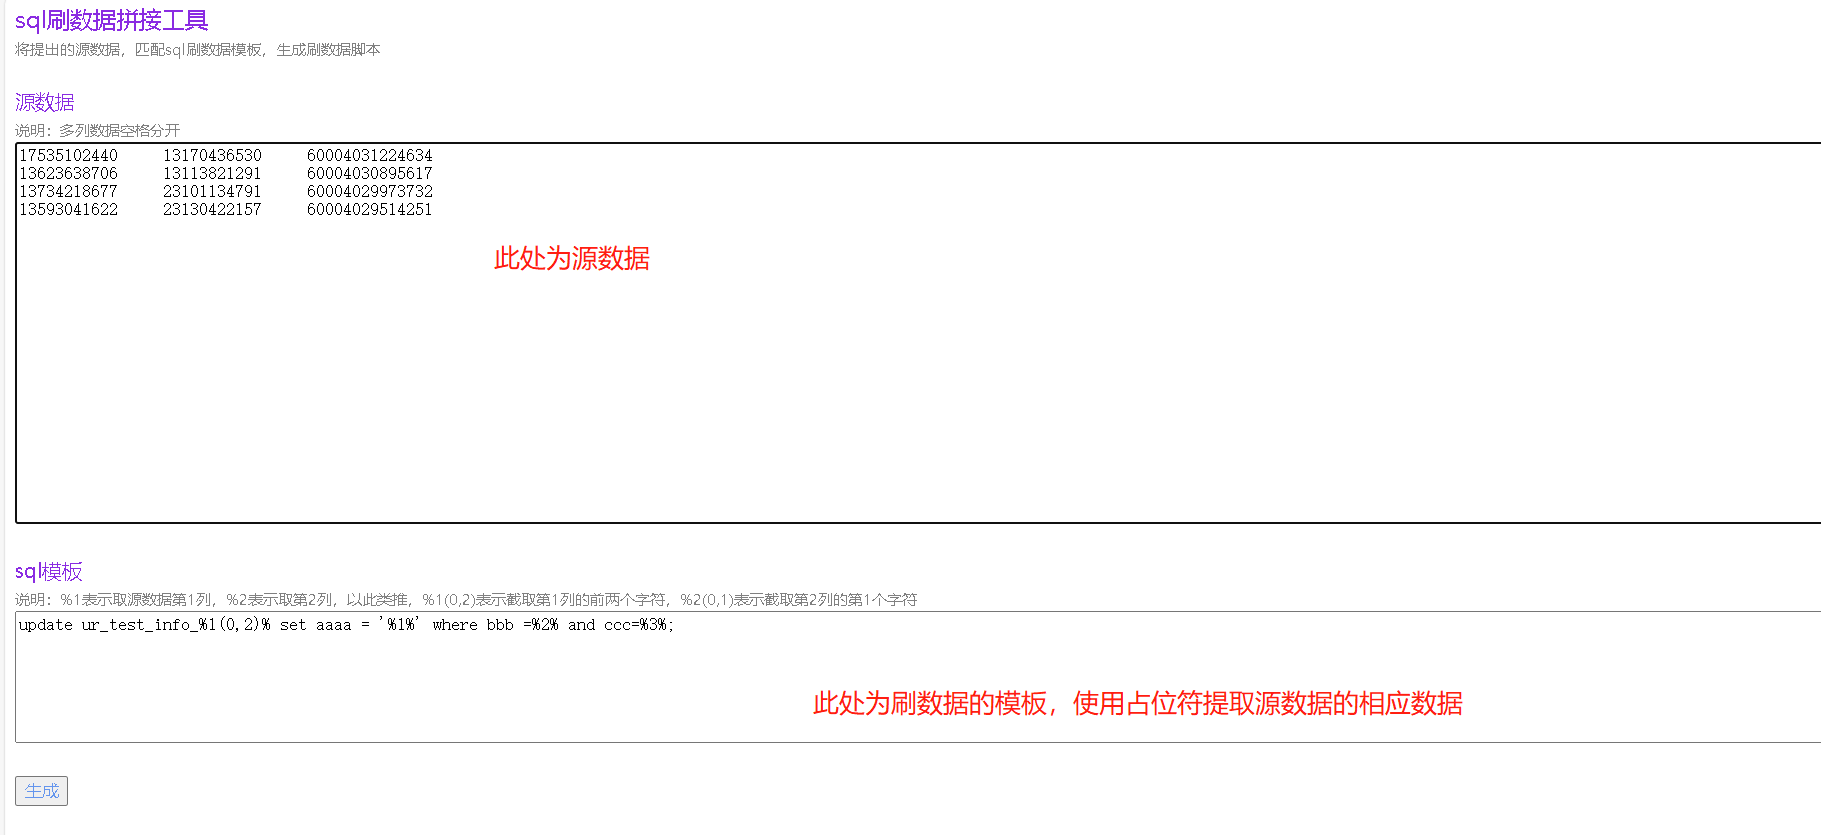 sql刷数据拼接工具
将提出的源数据，匹配sql刷数据模板，生成刷数据脚本
源数据
说明：多列数据空格分开
17535102440 13170436530 60004031224634
13623638706 13113821291 60004030895617
13734218677 23101134791 60004029973732
13593041622 23130422157 60004029514251
此处为源数据
sql模板
说明：%1表示取源数据第1列，%2表示取第2列，以此类推，%1(0,2)表示截取第1列的前两个字符，%2(0,1)表示截取第2列的第1个字符
update ur_test_info_%1(0,2)% set aaaa = '%1%' where bbb =%2% and ccc=%3%;
此处为刷数据的模板，使用占位符提取源数据的相应数据
生成